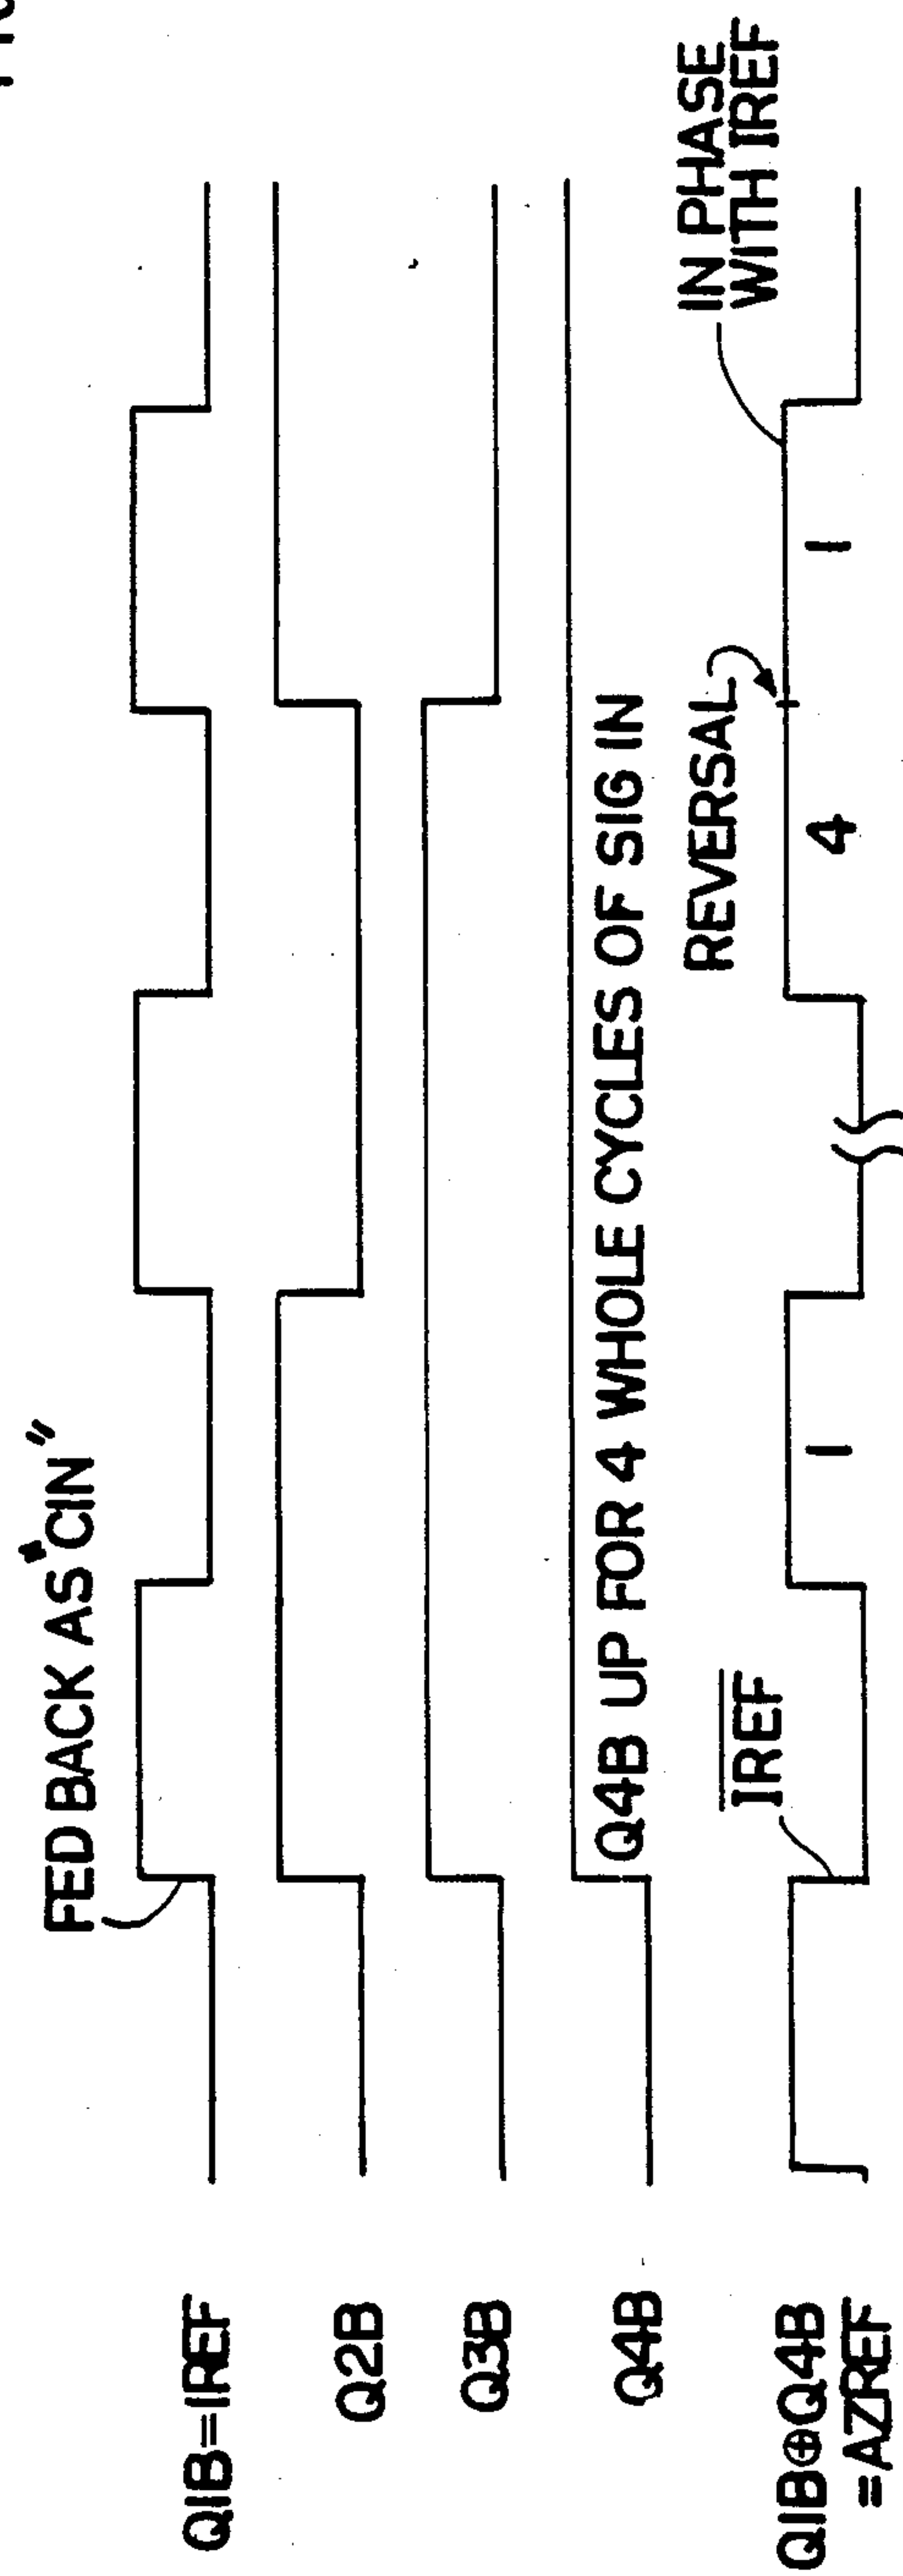 FED BACK AS "CIN"
Q1B=IREF
Q2B
Q3B
Q4B
Q4B UP FOR 4 WHOLE CYCLES OF SIG IN
IREF
REVERSAL
IN PHASE
WITH IREF
1
4
1
Q1B⊕Q4B
=AZREF